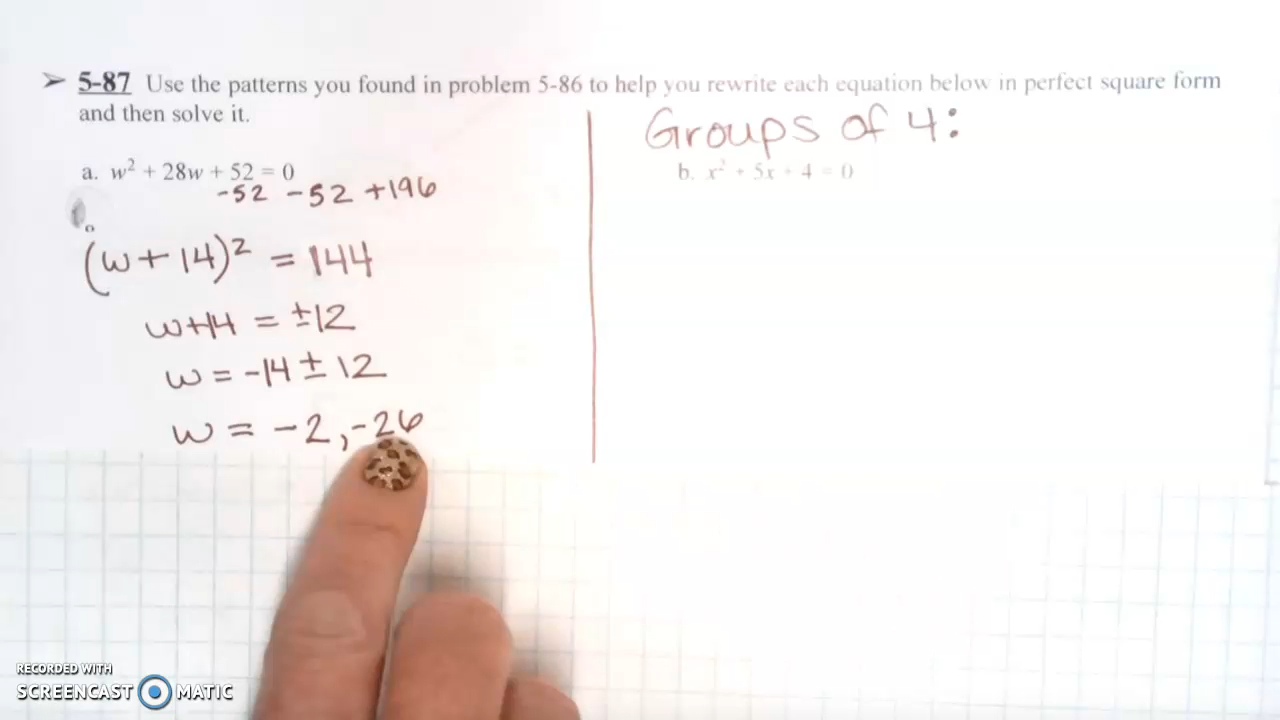 ➢ 5-87 Use the patterns you found in problem 5-86 to help you rewrite each equation below in perfect square form
and then solve it.
a. w² + 28w + 52 = 0
-52 -52 +196
(w + 14)² = 144
w+14 = ±12
w = -14 ± 12
w = -2, -26
Groups of 4:
b. x² + 5x + 4 = 0
RECORDED WITH
SCREENCAST O MATIC